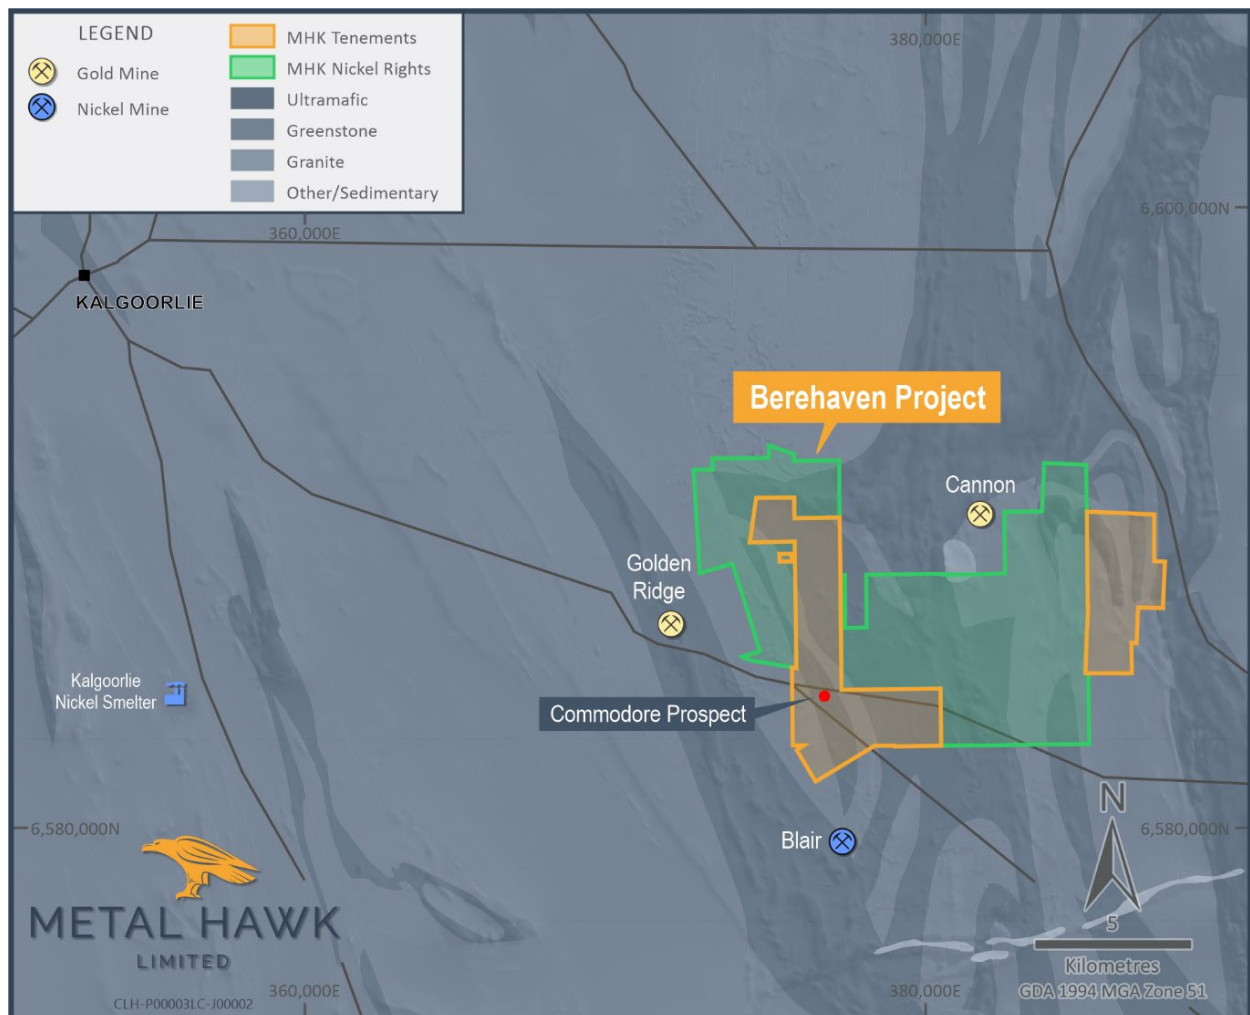 LEGEND
Gold Mine
Nickel Mine
MHK Tenements
MHK Nickel Rights
Ultramafic
Greenstone
Granite
Other/Sedimentary
380,000E
6,600,000N
360,000E
KALGOORLIE
Berehaven Project
Cannon
Golden
Ridge
Kalgoorlie
Nickel Smelter
Commodore Prospect
Blair
6,580,000N
6,580,000N
N
METAL HAWK
LIMITED
CLH-P00003LC-J00002
360,000E
380,000E
5
Kilometres
GDA 1994 MGA Zone 51